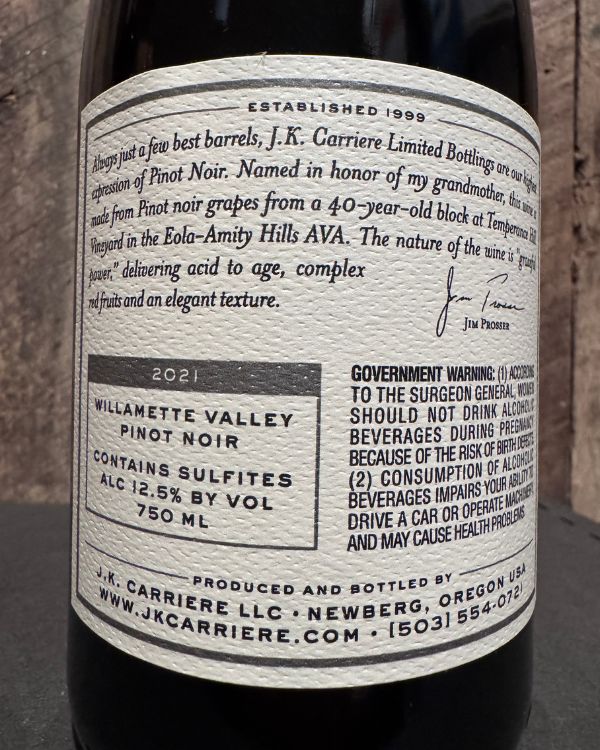 ESTABLISHED 1999
Always just a few best barrels, J.K. Carriere Limited Bottlings are our highest
expression of Pinot Noir. Named in honor of my grandmother, this wine is
made from Pinot noir grapes from a 40-year-old block at Temperance Hill
Vineyard in the Eola-Amity Hills AVA. The nature of the wine is "graceful
power," delivering acid to age, complex
red fruits and an elegant texture.
Jim Prosser
JIM PROSSER
2021
WILLAMETTE VALLEY
PINOT NOIR
CONTAINS SULFITES
ALC 12.5% BY VOL
750 ML
GOVERNMENT WARNING: (1) ACCORDING
TO THE SURGEON GENERAL, WOMEN
SHOULD NOT DRINK ALCOHOLIC
BEVERAGES DURING PREGNANCY
BECAUSE OF THE RISK OF BIRTH DEFECTS.
(2) CONSUMPTION OF ALCOHOLIC
BEVERAGES IMPAIRS YOUR ABILITY TO
DRIVE A CAR OR OPERATE MACHINERY
AND MAY CAUSE HEALTH PROBLEMS.
PRODUCED AND BOTTLED BY
J.K. CARRIERE LLC • NEWBERG, OREGON USA
WWW.JKCARRIERE.COM • [503] 554-0721